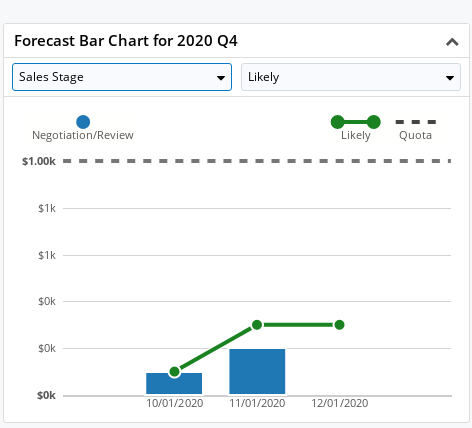 Forecast Bar Chart for 2020 Q4
Sales Stage
Likely
Negotiation/Review
Likely
Quota
$1.00k
$1k
$1k
$0k
$0k
$0k
10/01/2020
11/01/2020
12/01/2020